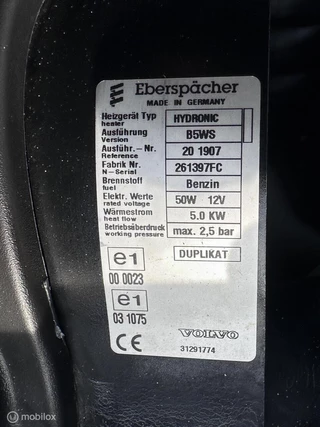 Eberspächer
MADE IN GERMANY
Heizgerät Typ HYDRONIC
heater
Ausführung B5WS
Version
Ausführ.- Nr. 20 1907
Reference
Fabrik Nr. 261397FC
N-Serial
Brennstoff Benzin
fuel
Elektr. Werte 50W 12V
rated voltage
Wärmestrom 5.0 KW
heat flow
Betriebsüberdruck max. 2,5 bar
working pressure
e1 DUPLIKAT
00 0023
e1
03 1075
CE VOLVO
31291774
© mobilox